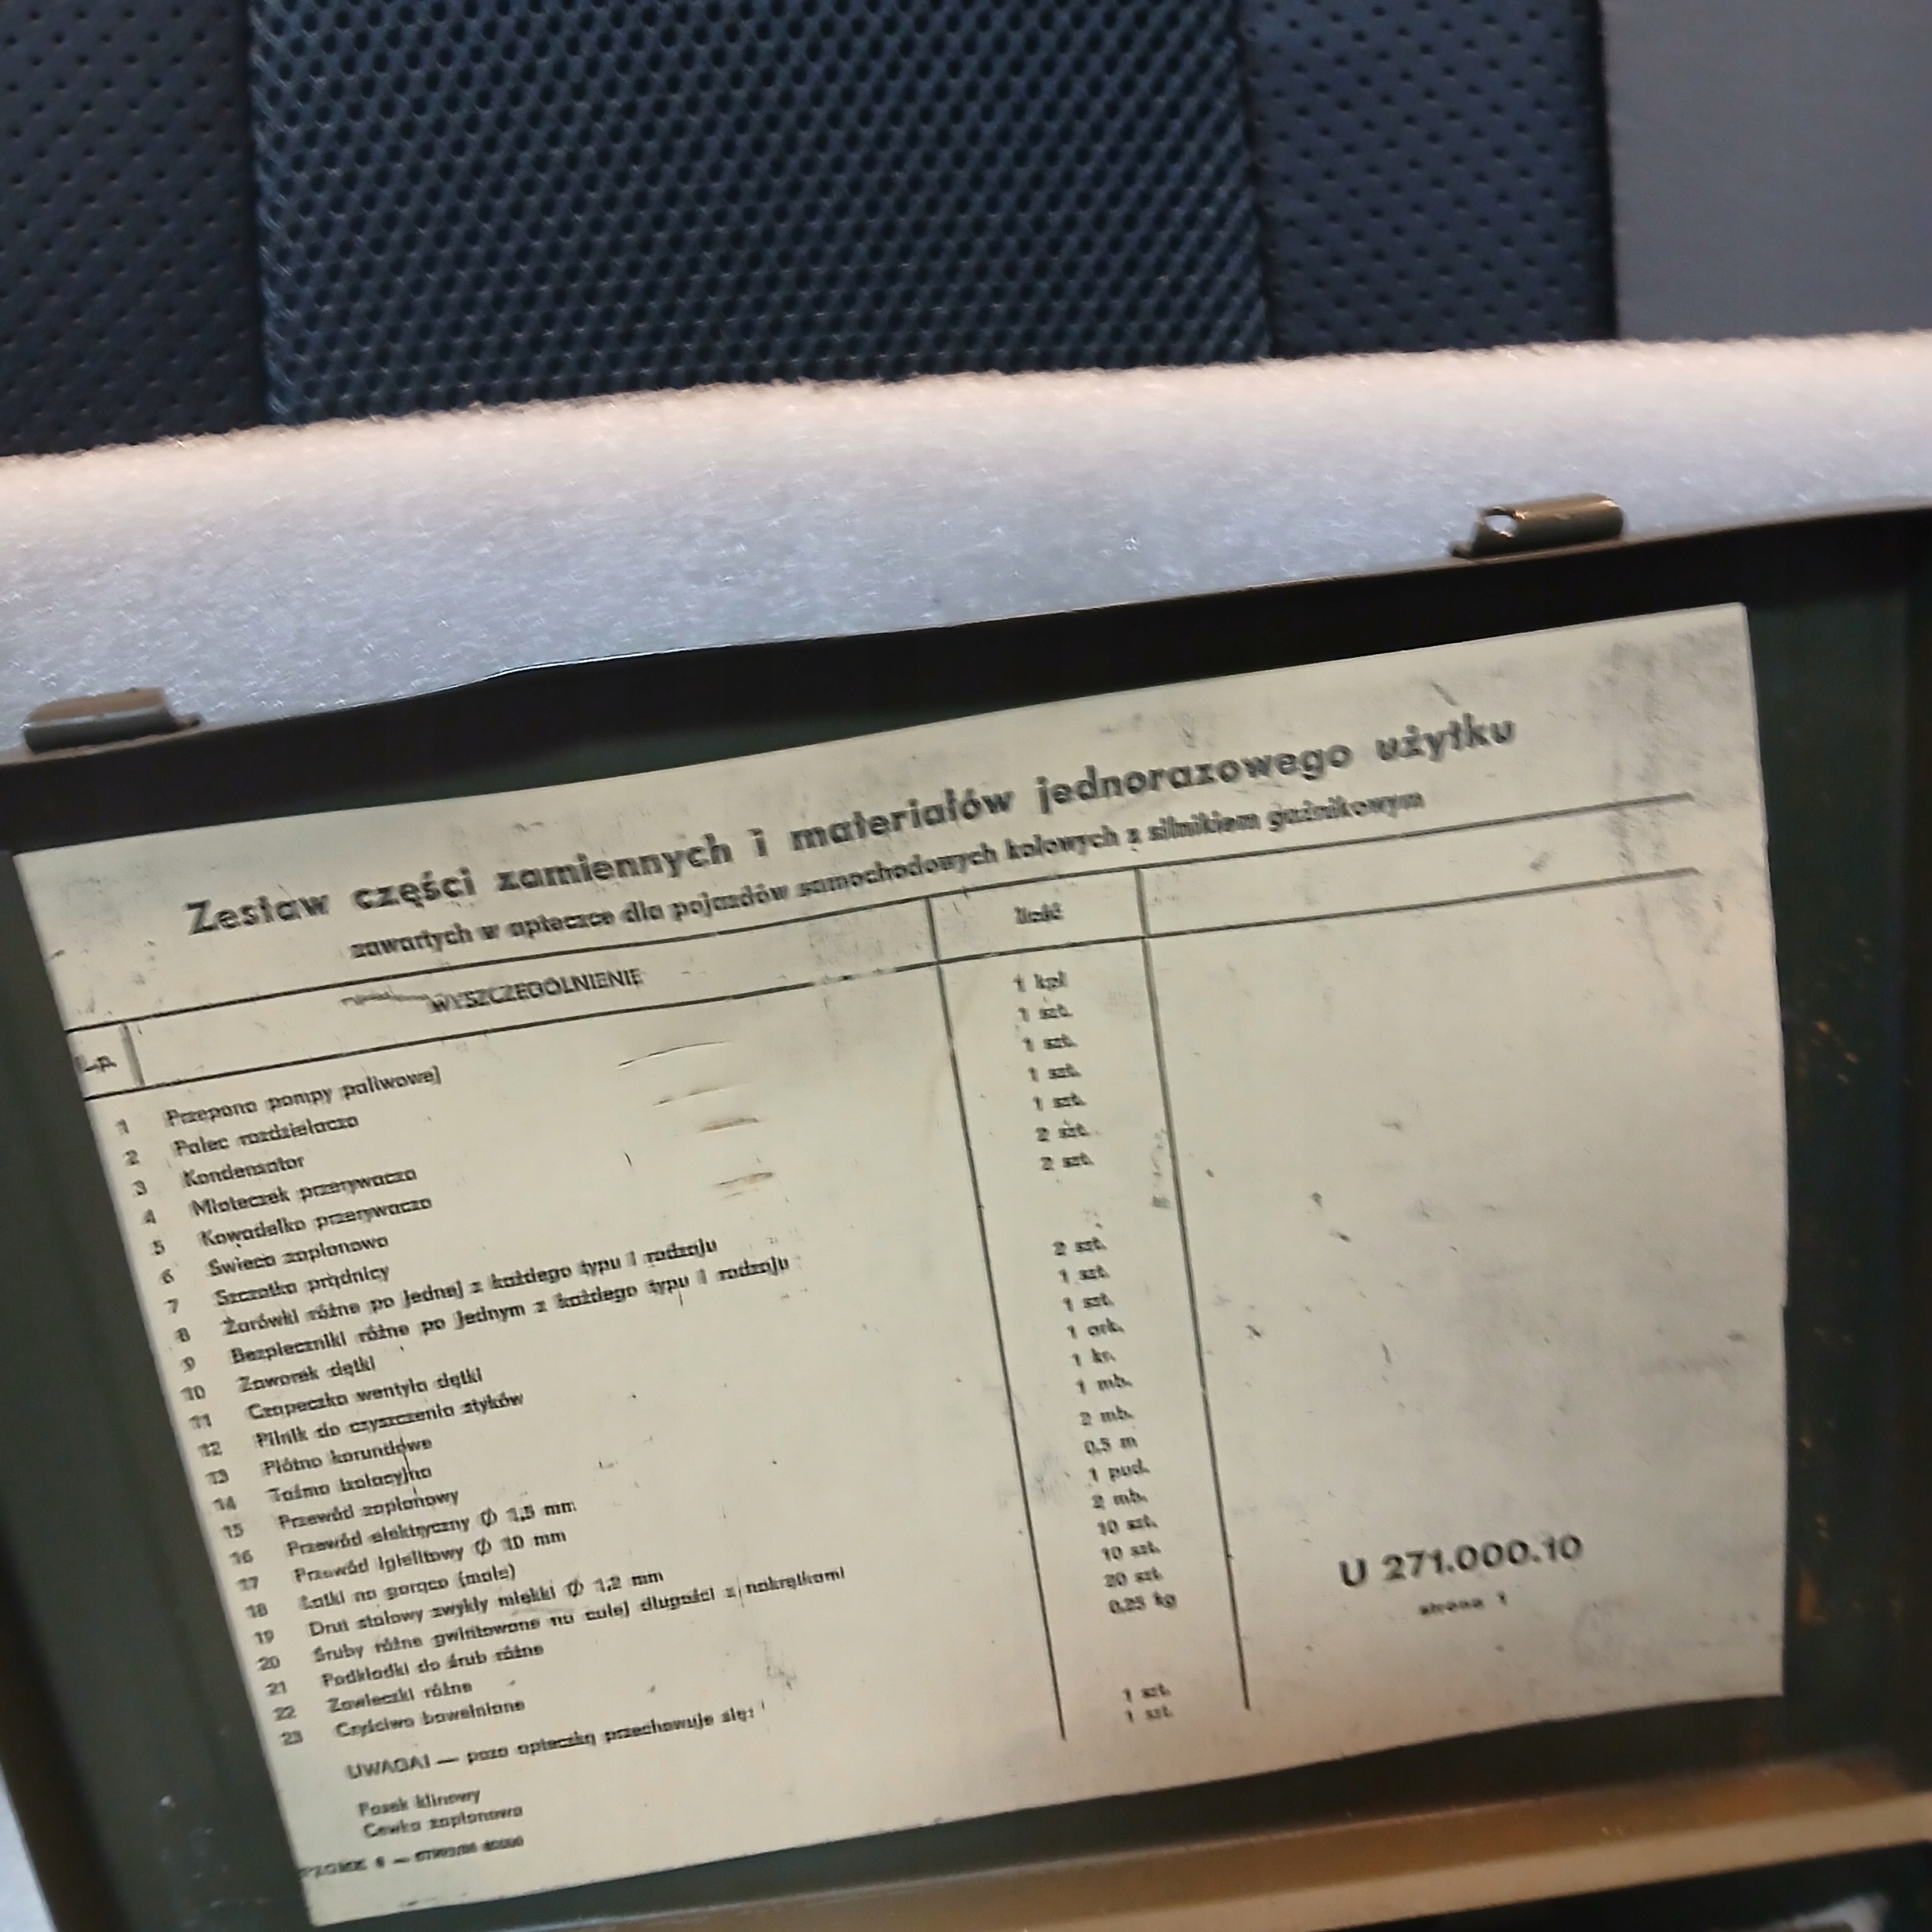 Zestaw części zamiennych i materiałów jednorazowego użytku
zawartych w apteczce dla pojazdów samochodowych kołowych z silnikiem gaźnikowym
L.p. WYSZCZEGÓLNIENIE Ilość
1 Przepona pompy paliwowej 1 kpl
2 Palec rozdzielacza 1 szt.
3 Kondensator 1 szt.
4 Młoteczek przerywacza 1 szt.
5 Kowadełko przerywacza 1 szt.
6 Świeca zapłonowa 2 szt.
7 Szczotka prądnicy 2 szt.
8 Żarówki różne po jednej z każdego typu i rodzaju
9 Bezpieczniki różne po jednym z każdego typu i rodzaju
10 Zaworek dętki 2 szt.
11 Czapeczka wentyla dętki 1 szt.
12 Pilnik do czyszczenia styków 1 szt.
13 Płótno korundowe 1 ark.
14 Taśma izolacyjna 1 kr.
15 Przewód zapłonowy 1 mb.
16 Przewód elektryczny Ø 1,5 mm 2 mb.
17 Przewód igielitowy Ø 10 mm 0,5 m
18 Łatki na gorąco (małe) 1 pud.
19 Drut stalowy zwykły miękki Ø 1,2 mm 2 mb.
20 Śruby różne gwintowane na całej długości z nakrętkami 10 szt.
21 Podkładki do śrub różne 10 szt.
22 Zawleczki różne 20 szt.
23 Czyściwo bawełniane 0,25 kg
UWAGA! — poza apteczką przechowuje się:
Pasek klinowy 1 szt.
Cewka zapłonowa 1 szt.
U 271.000.10
strona 1